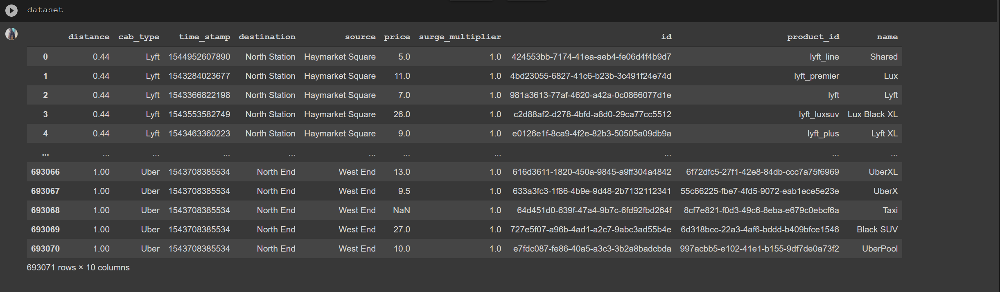 dataset
distance cab_type time_stamp destination source price surge_multiplier id product_id name
0 0.44 Lyft 1544952607890 North Station Haymarket Square 5.0 1.0 424553bb-7174-41ea-aeb4-fe06d4f4b9d7 lyft_line Shared
1 0.44 Lyft 1543284023677 North Station Haymarket Square 11.0 1.0 4bd23055-6827-41c6-b23b-3c491f24e74d lyft_premier Lux
2 0.44 Lyft 1543366822198 North Station Haymarket Square 7.0 1.0 981a3613-77af-4620-a42a-0c0866077d1e lyft Lyft
3 0.44 Lyft 1543553582749 North Station Haymarket Square 26.0 1.0 c2d88af2-d278-4bfd-a8d0-29ca77cc5512 lyft_luxsuv Lux Black XL
4 0.44 Lyft 1543463360223 North Station Haymarket Square 9.0 1.0 e0126e1f-8ca9-4f2e-82b3-50505a09db9a lyft_plus Lyft XL
... ... ... ... ... ... ... ... ... ... ...
693066 1.00 Uber 1543708385534 North End West End 13.0 1.0 616d3611-1820-450a-9845-a9ff304a4842 6f72dfc5-27f1-42e8-84db-ccc7a75f6969 UberXL
693067 1.00 Uber 1543708385534 North End West End 9.5 1.0 633a3fc3-1f86-4b9e-9d48-2b7132112341 55c66225-fbe7-4fd5-9072-eab1ece5e23e UberX
693068 1.00 Uber 1543708385534 North End West End NaN 1.0 64d451d0-639f-47a4-9b7c-6fd92fbd264f 8cf7e821-f0d3-49c6-8eba-e679c0ebcf6a Taxi
693069 1.00 Uber 1543708385534 North End West End 27.0 1.0 727e5f07-a96b-4ad1-a2c7-9abc3ad55b4e 6d318bcc-22a3-4af6-bddd-b409bfce1546 Black SUV
693070 1.00 Uber 1543708385534 North End West End 10.0 1.0 e7fdc087-fe86-40a5-a3c3-3b2a8badcbda 997acbb5-e102-41e1-b155-9df7de0a73f2 UberPool
693071 rows × 10 columns